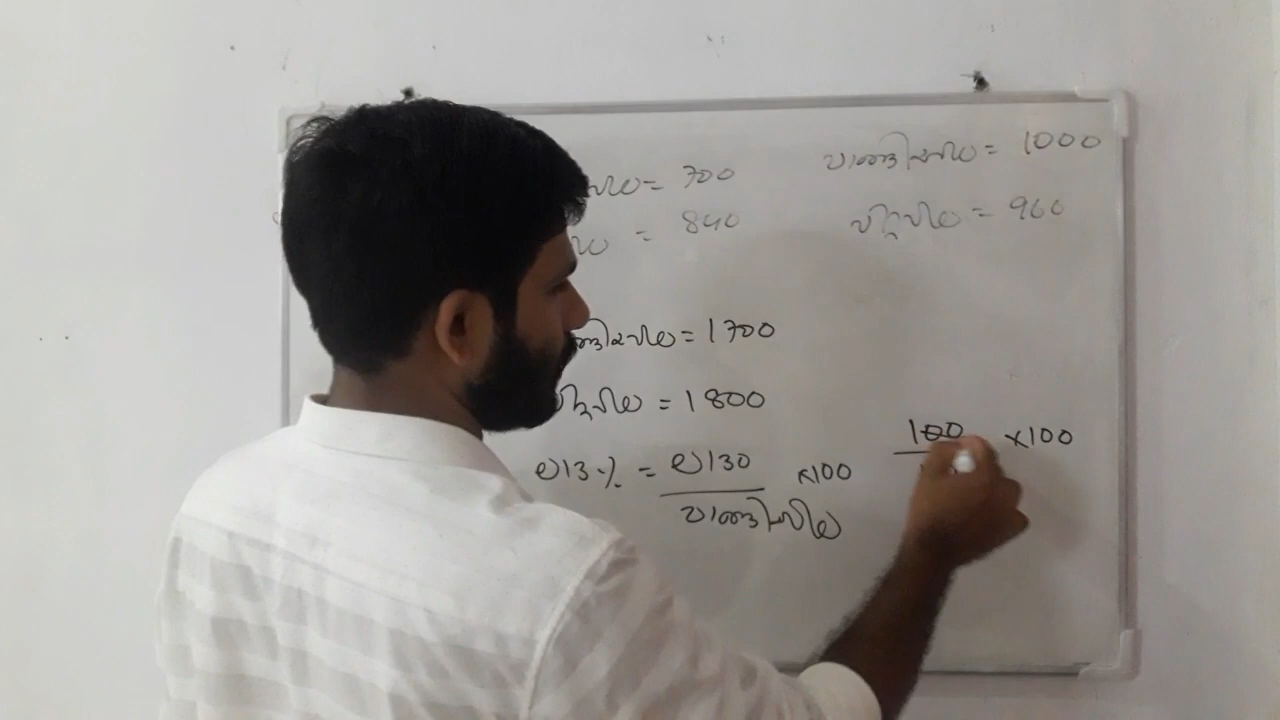 വില = 700
= 840
വാങ്ങിയവില = 1000
വിറ്റവില = 960
ങ്ങിയവില = 1700
വിറ്റവില = 1800
ലാഭ% = ലാഭം ×100
വാങ്ങിയവില
100 ×100